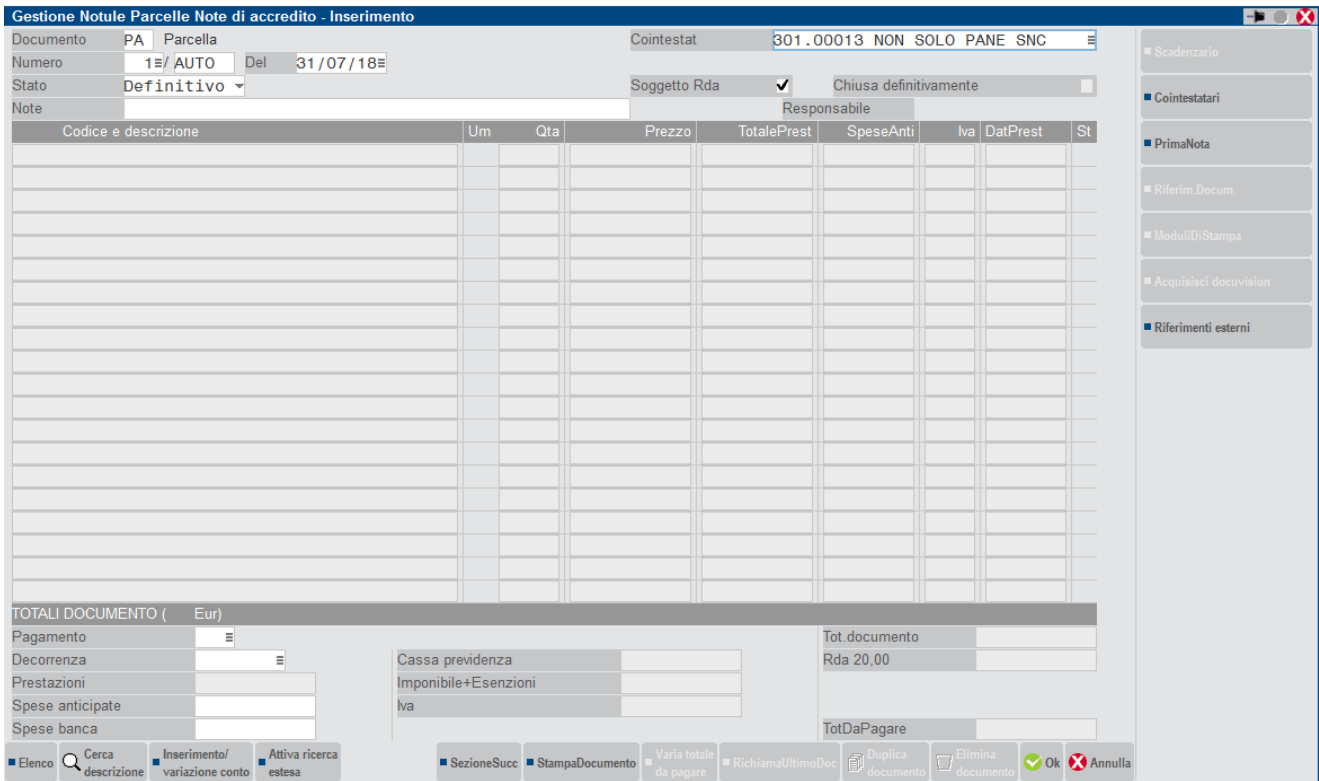 Gestione Notule Parcelle Note di accredito - Inserimento
Documento PA Parcella Cointestat 301.00013 NON SOLO PANE SNC
Numero 1 / AUTO Del 31/07/18
Stato Definitivo Soggetto Rda Chiusa definitivamente
Note Responsabile
Codice e descrizione Um Qta Prezzo TotalePrest SpeseAnti Iva DatPrest St
TOTALI DOCUMENTO ( Eur)
Pagamento Tot.documento
Decorrenza Cassa previdenza Rda 20,00
Prestazioni Imponibile+Esenzioni
Spese anticipate Iva
Spese banca TotDaPagare
Scadenzario
Cointestatari
PrimaNota
Riferim.Docum.
ModuliDiStampa
Acquisisci docuvision
Riferimenti esterni
Elenco
Cerca
descrizione
Inserimento/
variazione conto
Attiva ricerca
estesa
SezioneSucc
StampaDocumento
Varia totale
da pagare
RichiamaUltimoDoc
Duplica
documento
Elimina
documento
Ok
Annulla